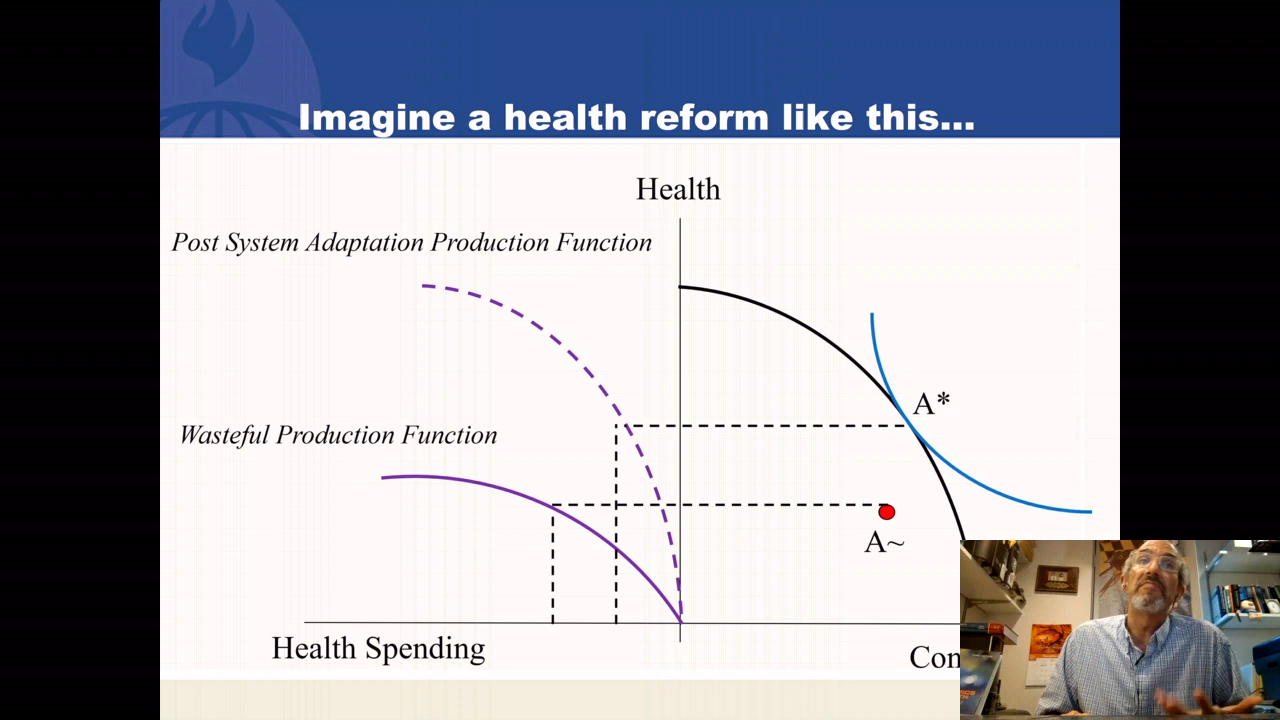 Imagine a health reform like this...
Health
Post System Adaptation Production Function
A*
Wasteful Production Function
A~
Health Spending
Con